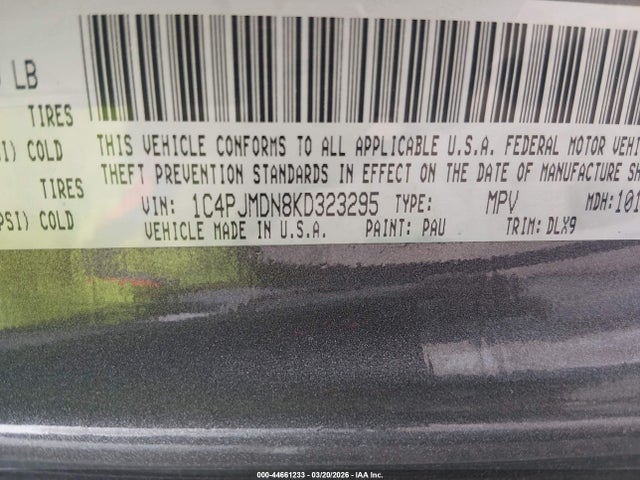 LB
TIRES
COLD
TIRES
PSI) COLD
THIS VEHICLE CONFORMS TO ALL APPLICABLE U.S.A. FEDERAL MOTOR
THEFT PREVENTION STANDARDS IN EFFECT ON THE DATE OF MANUFACTURE
VIN: 1C4PJMDN8KD323295 TYPE: MPV MDH:101
VEHICLE MADE IN U.S.A. PAINT: PAU TRIM: DLX9
000-44661233 — 03/20/2026 — IAA Inc.